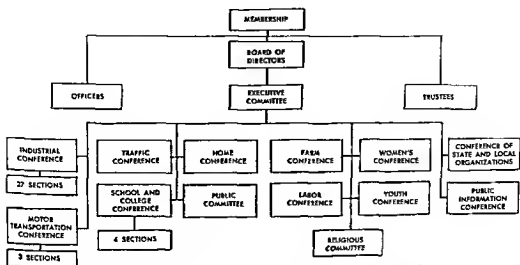 MEMBERSHIP
BOARD OF
DIRECTORS
OFFICERS
EXECUTIVE
COMMITTEE
TRUSTEES
INDUSTRIAL
CONFERENCE
27 SECTIONS
MOTOR
TRANSPORTATION
CONFERENCE
3 SECTIONS
TRAFFIC
CONFERENCE
HOME
CONFERENCE
SCHOOL AND
COLLEGE
CONFERENCE
PUBLIC
COMMITTEE
4 SECTIONS
FARM
CONFERENCE
WOMEN'S
CONFERENCE
LABOR
CONFERENCE
YOUTH
CONFERENCE
RELIGIOUS
COMMITTEE
CONFERENCE OF
STATE AND LOCAL
ORGANIZATIONS
PUBLIC
INFORMATION
CONFERENCE